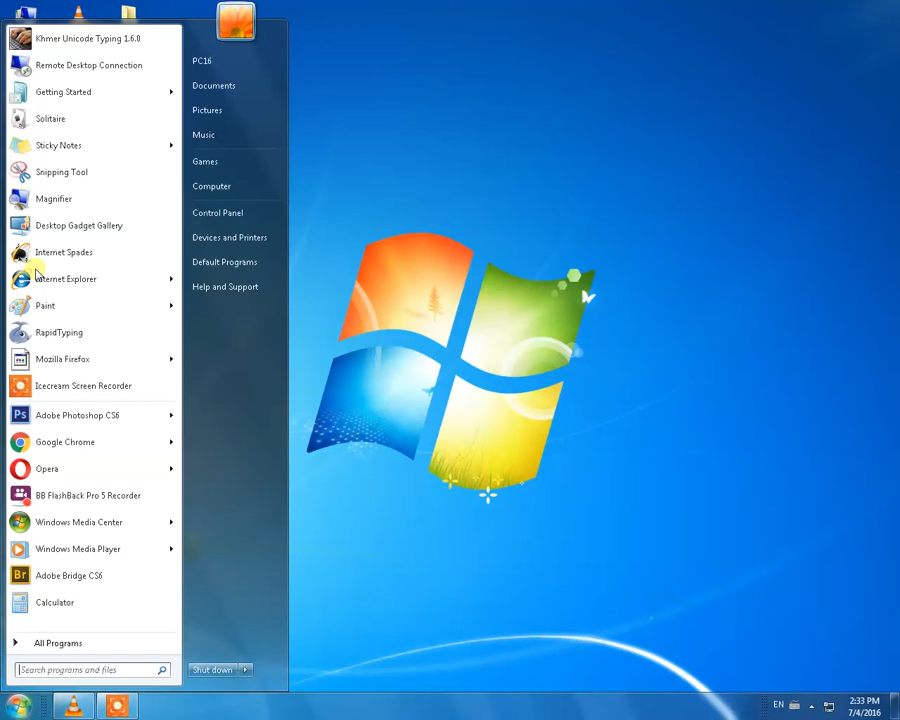 Khmer Unicode Typing 1.6.0
Remote Desktop Connection
Getting Started
Solitaire
Sticky Notes
Snipping Tool
Magnifier
Desktop Gadget Gallery
Internet Spades
Internet Explorer
Paint
RapidTyping
Mozilla Firefox
Icecream Screen Recorder
Ps Adobe Photoshop CS6
Google Chrome
Opera
BB FlashBack Pro 5 Recorder
Windows Media Center
Windows Media Player
Br Adobe Bridge CS6
Calculator
All Programs
Search programs and files
PC16
Documents
Pictures
Music
Games
Computer
Control Panel
Devices and Printers
Default Programs
Help and Support
Shut down
EN
2:33 PM
7/4/2016